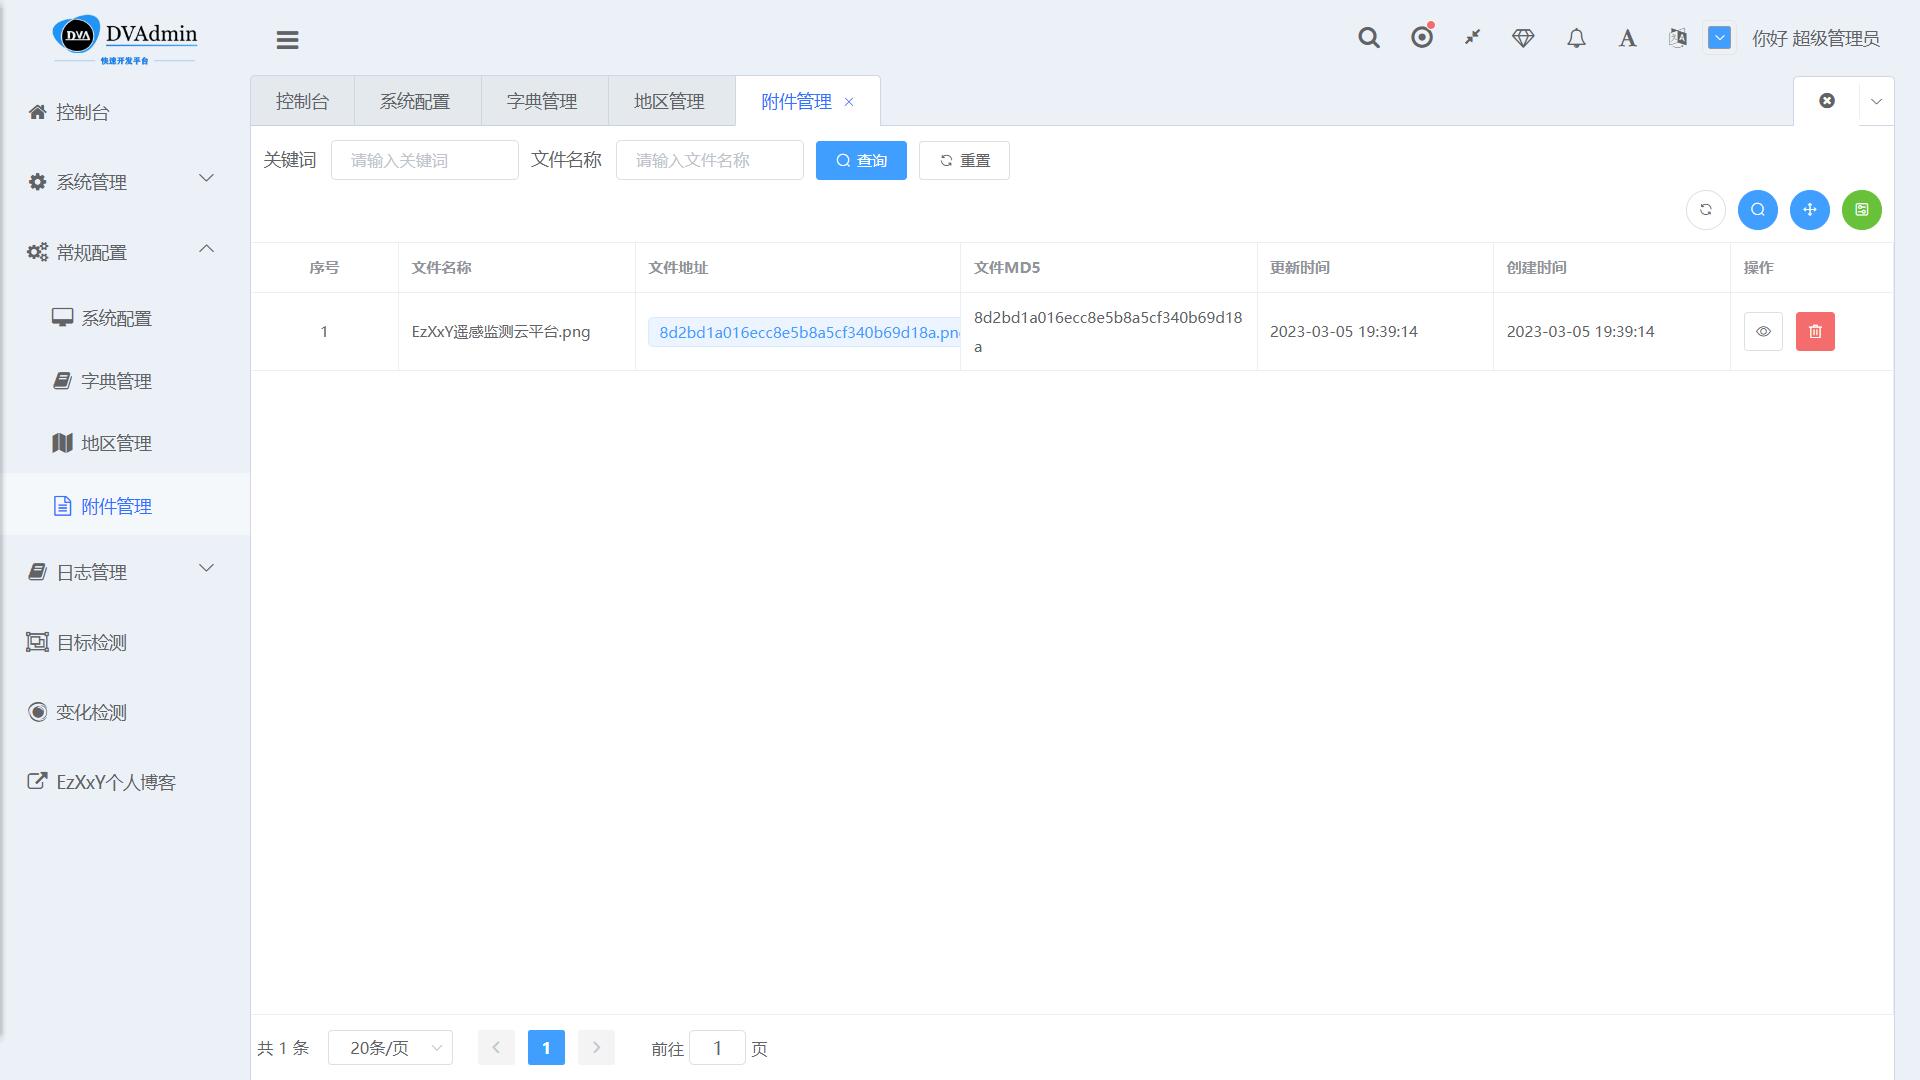 DVA DVAdmin
快速开发平台
你好 超级管理员
控制台
系统管理
常规配置
系统配置
字典管理
地区管理
附件管理
日志管理
目标检测
变化检测
EzXxY个人博客
控制台 系统配置 字典管理 地区管理 附件管理
关键词 请输入关键词 文件名称 请输入文件名称 查询 重置
序号 文件名称 文件地址 文件MD5 更新时间 创建时间 操作
1 EzXxY遥感监测云平台.png 8d2bd1a016ecc8e5b8a5cf340b69d18a.pn 8d2bd1a016ecc8e5b8a5cf340b69d18 2023-03-05 19:39:14 2023-03-05 19:39:14
a
共 1 条 20条/页 1 前往 1 页